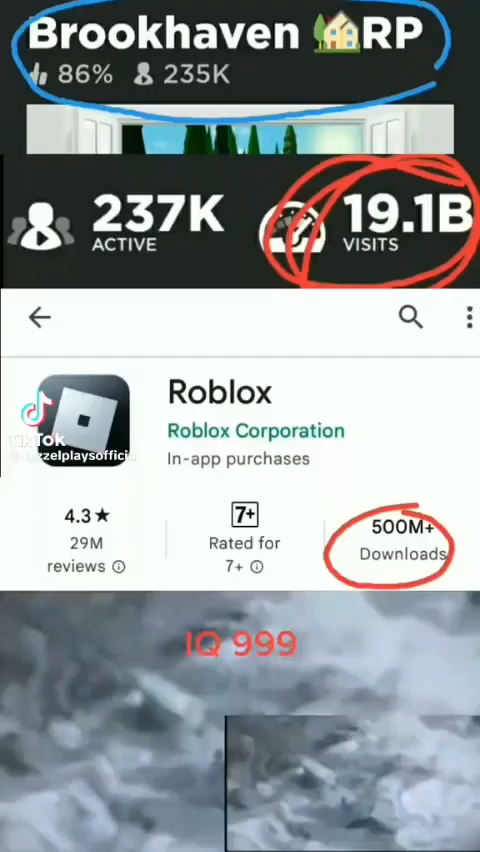 Brookhaven 🏡RP
86% 235K
237K
ACTIVE
19.1B
VISITS
Roblox
Roblox Corporation
In-app purchases
TikTok
4.3★
29M
reviews
7+
Rated for
7+
500M+
Downloads
IQ 999